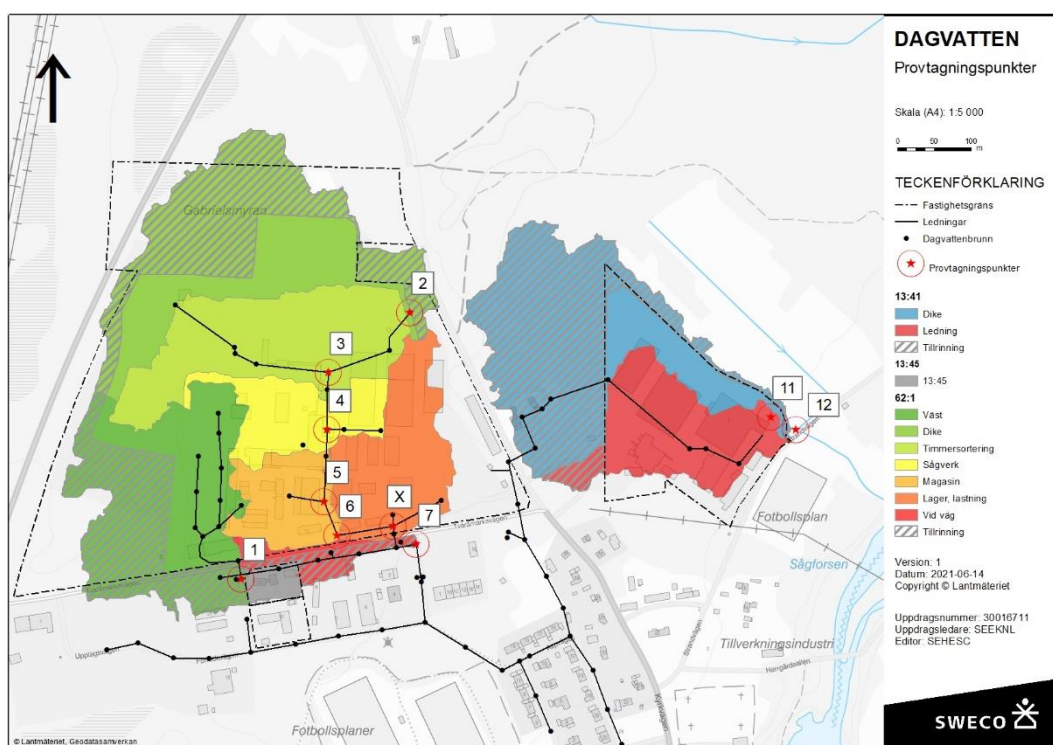 DAGVATTEN
Provtagningspunkter
Skala (A4): 1:5 000
0 50 100
m
TECKENFÖRKLARING
Fastighetsgräns
Ledningar
Dagvattenbrunn
Provtagningspunkter
13:41
Dike
Ledning
Tillrinning
13:45
13:45
62:1
Väst
Dike
Timmersortering
Sågverk
Magasin
Lager, lastning
Vid väg
Tillrinning
Version: 1
Datum: 2021-06-14
Copyright © Lantmäteriet
Uppdragsnummer: 30016711
Uppdragsledare: SEEKNL
Editor: SEHESC
SWECO
Gabrielsmyran
2
3
4
5
6
X
7
1
11
12
Fotbollsplan
Sågforsen
Tillverkningsindustri
Herrgårdsallén
Strandvägen
Kyrkvägen
Fotbollsplaner
© Lantmäteriet, Geodatasamverkan